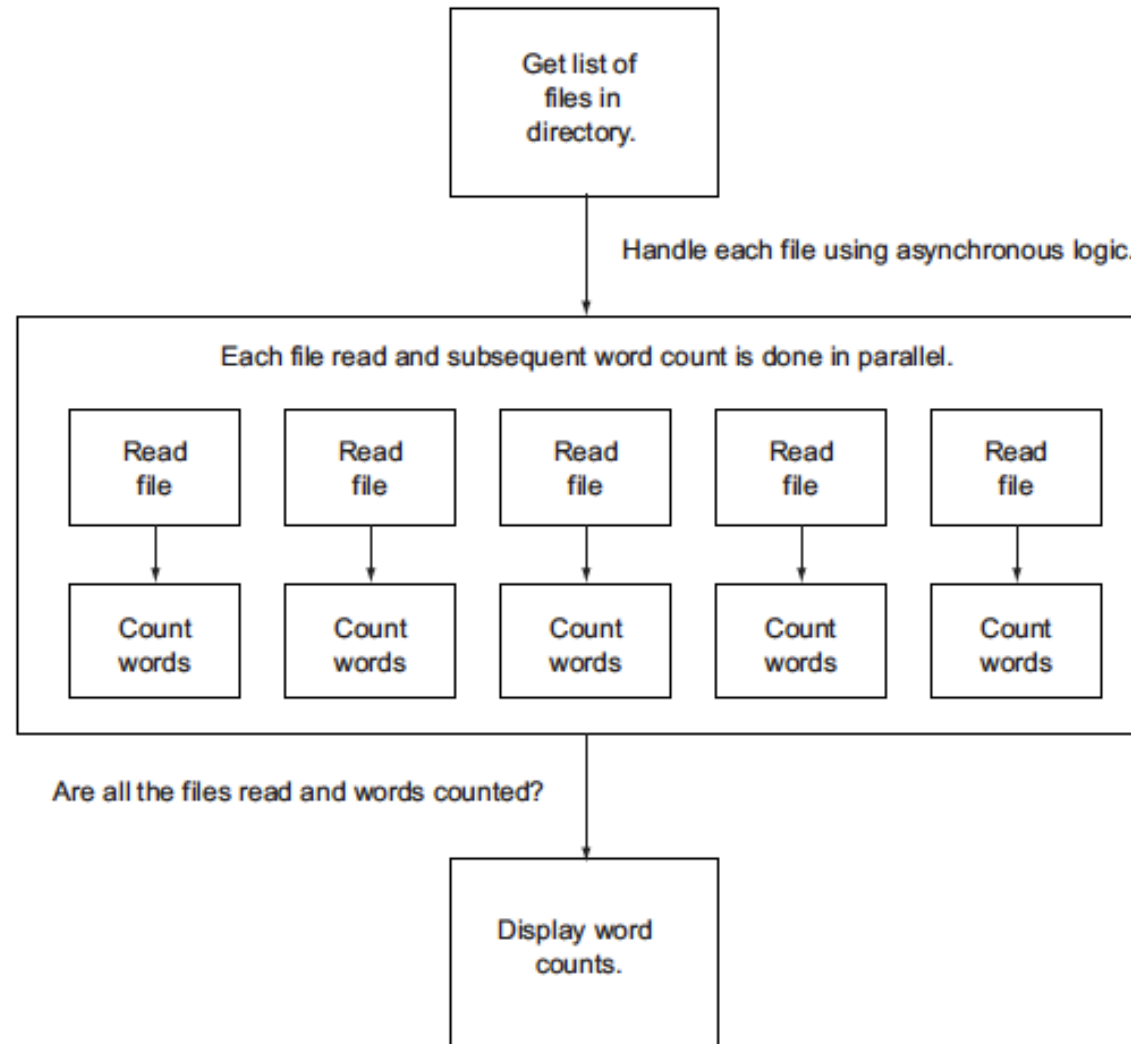 Get list of
files in
directory.
Handle each file using asynchronous logic.
Each file read and subsequent word count is done in parallel.
Read
file
Read
file
Read
file
Read
file
Read
file
Count
words
Count
words
Count
words
Count
words
Count
words
Are all the files read and words counted?
Display word
counts.